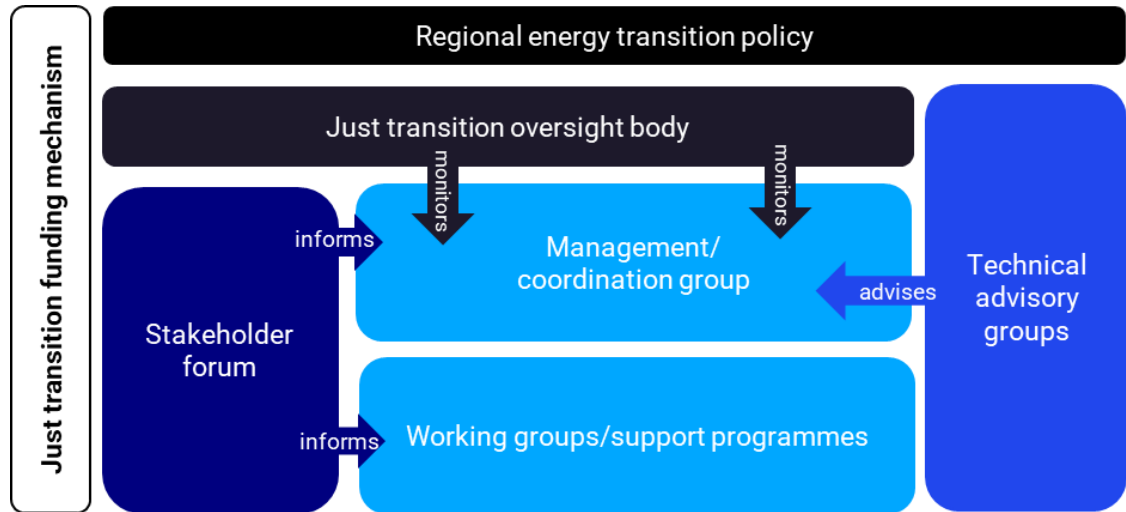 Just transition funding mechanism
Regional energy transition policy
Just transition oversight body
monitors
monitors
informs
Management/
coordination group
advises
Technical
advisory
groups
Stakeholder
forum
informs
Working groups/support programmes